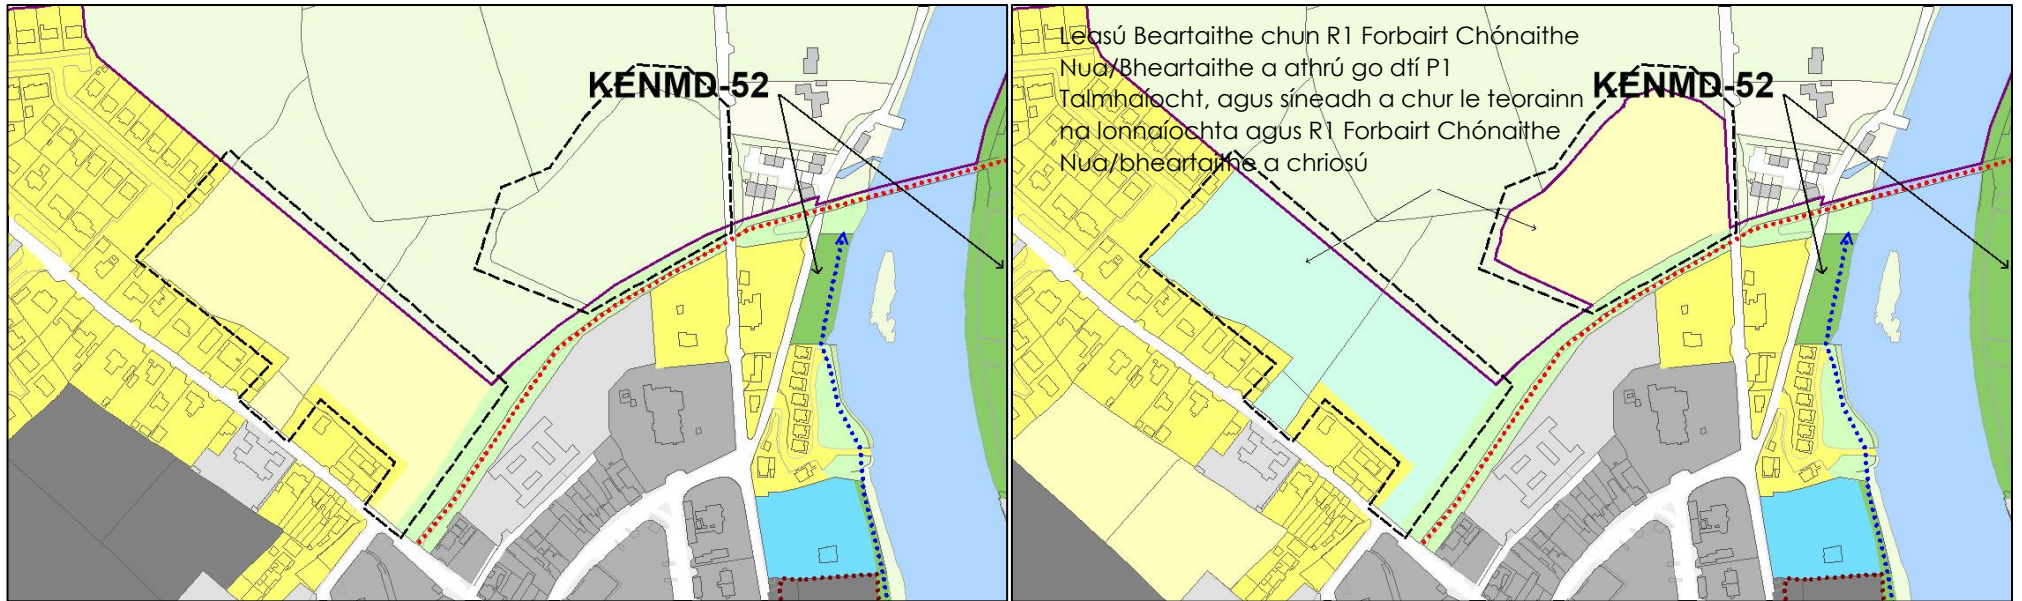 KENMD-52
Leasú Beartaithe chun R1 Forbairt Chónaithe
Nua/Bheartaithe a athrú go dtí P1
Talmhaíocht, agus síneadh a chur le teorainn
na lonnaíochta agus R1 Forbairt Chónaithe
Nua/bheartaithe a chriosú
KENMD-52